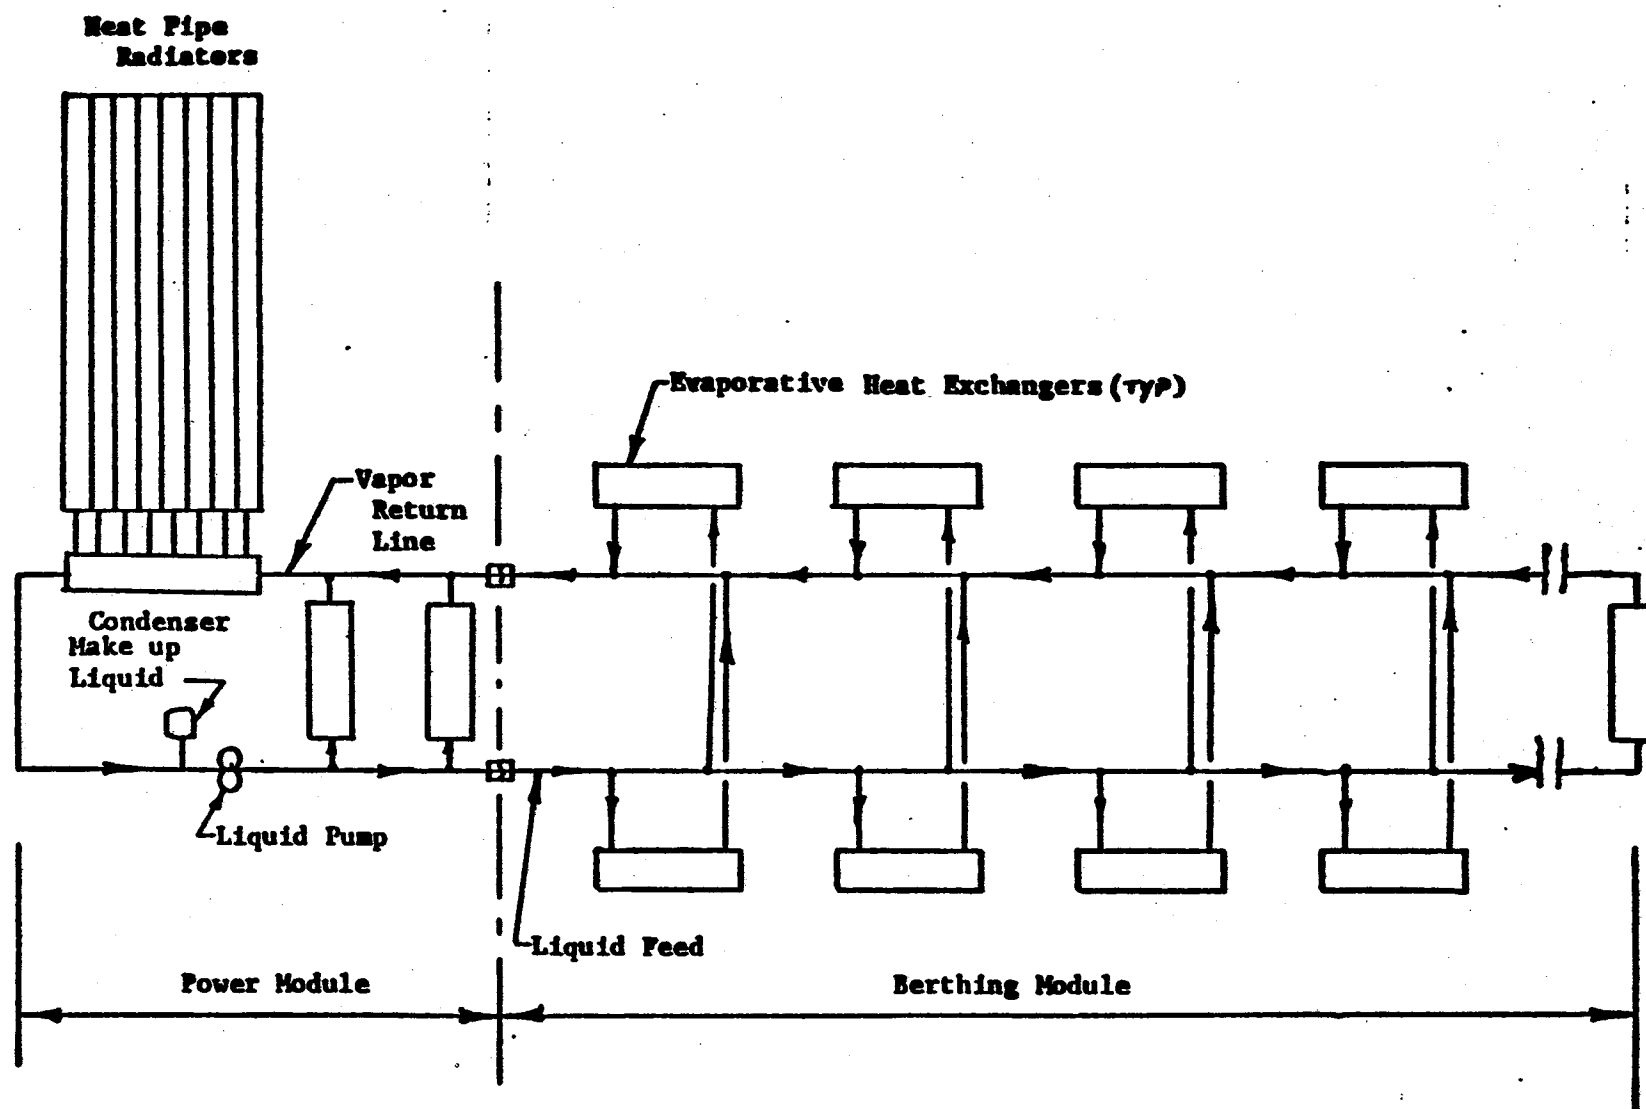 Heat Pipe
Radiators
Evaporative Heat Exchangers (TYP)
Vapor
Return
Line
Condenser
Make up
Liquid
Liquid Pump
Liquid Feed
Power Module
Berthing Module